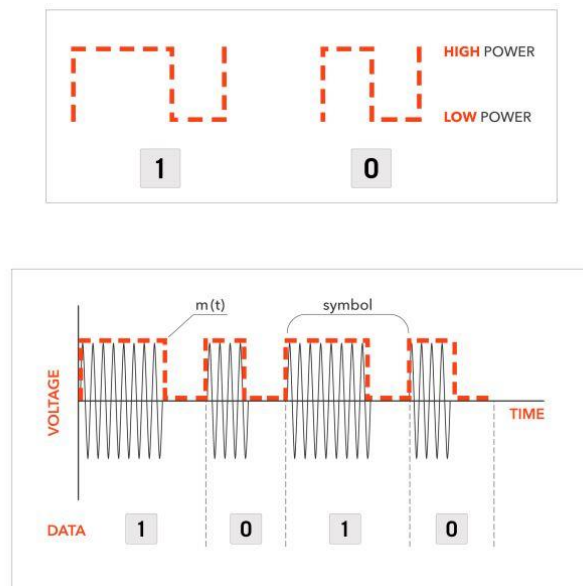 HIGH POWER
LOW POWER
1 0
m(t) symbol
VOLTAGE
TIME
DATA 1 0 1 0